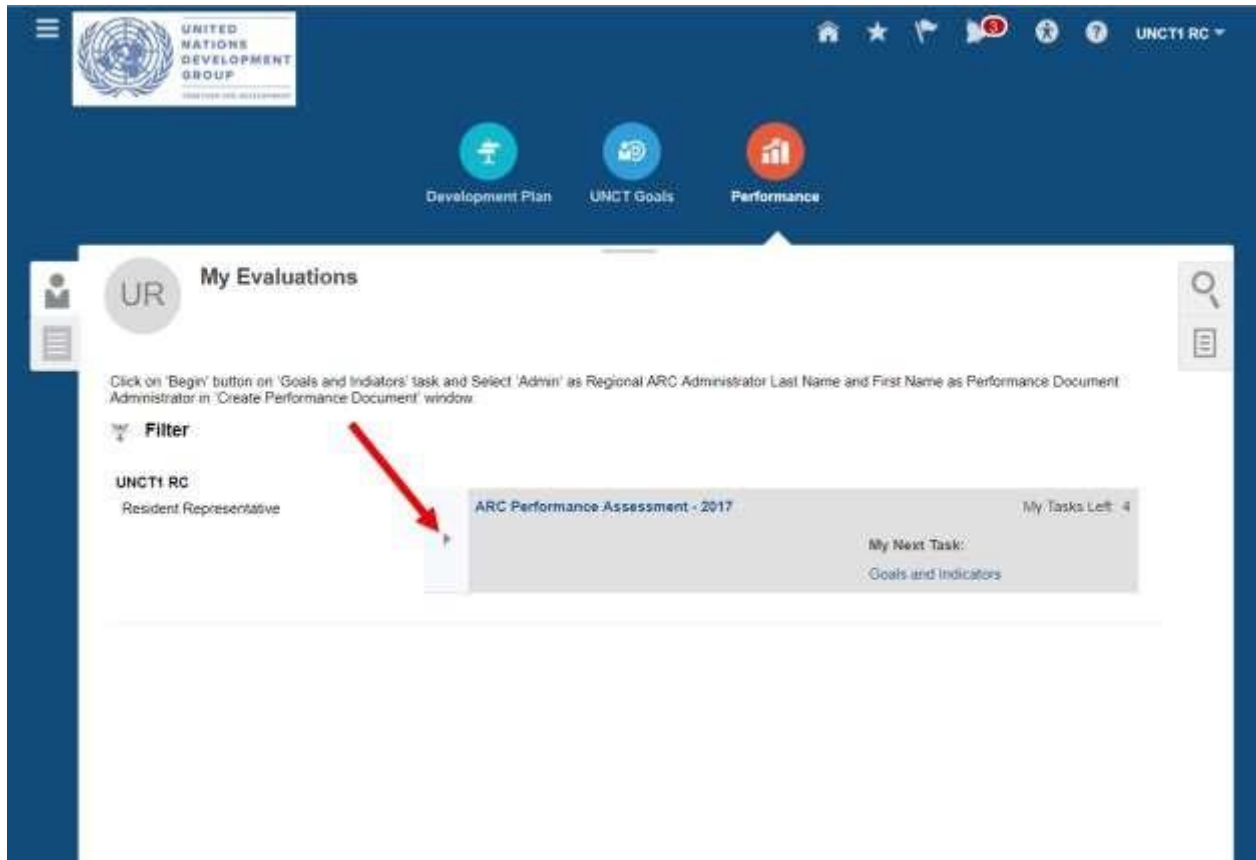 UNITED
NATIONS
DEVELOPMENT
GROUP
3
UNCT1 RC
Development Plan
UNCT Goals
Performance
UR
My Evaluations
Click on 'Begin' button on 'Goals and Indiators' task and Select 'Admin' as Regional ARC Administrator Last Name and First Name as Performance Document
Administrator in 'Create Performance Document' window
Filter
UNCT1 RC
Resident Representative
ARC Performance Assessment - 2017
My Tasks Left 4
My Next Task:
Goals and Indicators